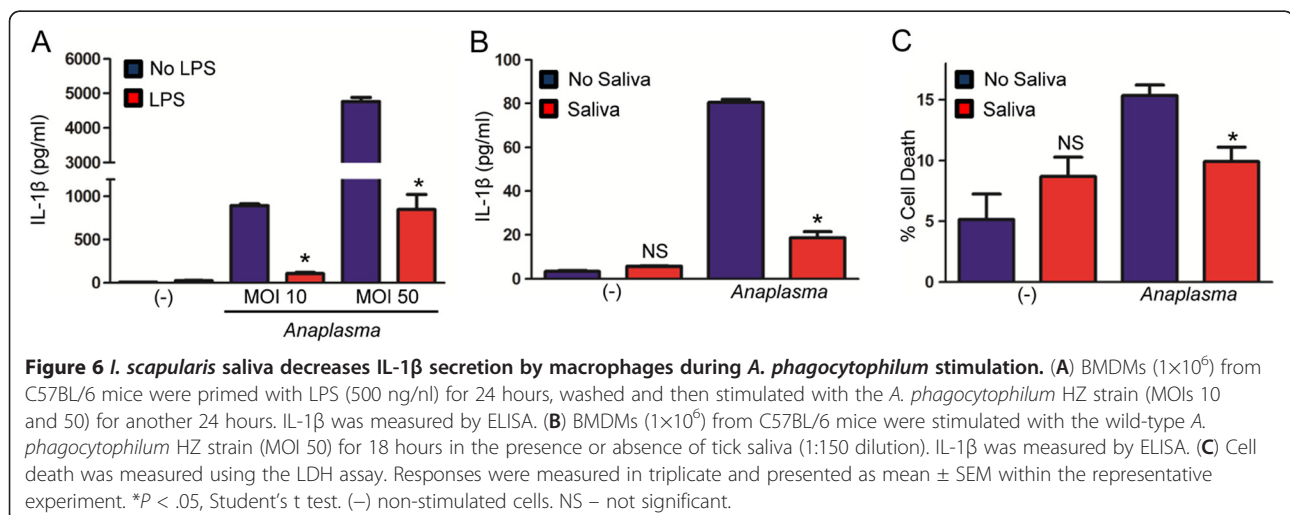 A
6000
5000
4000
3000
1000
500
0
IL-1β (pg/ml)
No LPS
LPS
*
*
(-)
MOI 10
MOI 50
Anaplasma
B
100
80
60
40
20
0
IL-1β (pg/ml)
No Saliva
Saliva
NS
*
(-)
Anaplasma
C
15
10
5
0
% Cell Death
No Saliva
Saliva
NS
*
(-)
Anaplasma
Figure 6 I. scapularis saliva decreases IL-1β secretion by macrophages during A. phagocytophilum stimulation. (A) BMDMs (1×10⁶) from
C57BL/6 mice were primed with LPS (500 ng/nl) for 24 hours, washed and then stimulated with the A. phagocytophilum HZ strain (MOIs 10
and 50) for another 24 hours. IL-1β was measured by ELISA. (B) BMDMs (1×10⁶) from C57BL/6 mice were stimulated with the wild-type A.
phagocytophilum HZ strain (MOI 50) for 18 hours in the presence or absence of tick saliva (1:150 dilution). IL-1β was measured by ELISA. (C) Cell
death was measured using the LDH assay. Responses were measured in triplicate and presented as mean ± SEM within the representative
experiment. *P < .05, Student's t test. (−) non-stimulated cells. NS – not significant.